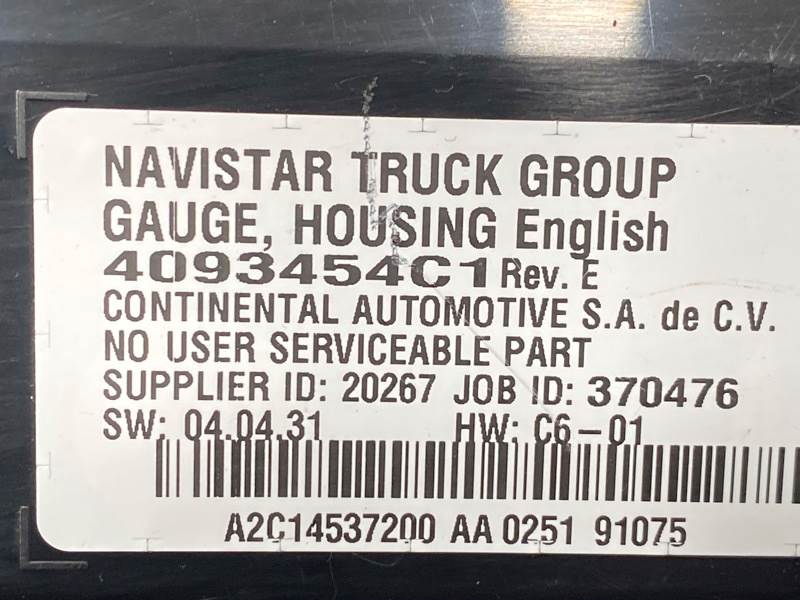 NAVISTAR TRUCK GROUP
GAUGE, HOUSING English
4093454C1 Rev. E
CONTINENTAL AUTOMOTIVE S.A. de C.V.
NO USER SERVICEABLE PART
SUPPLIER ID: 20267 JOB ID: 370476
SW: 04.04.31 HW: C6-01
A2C14537200 AA 0251 91075